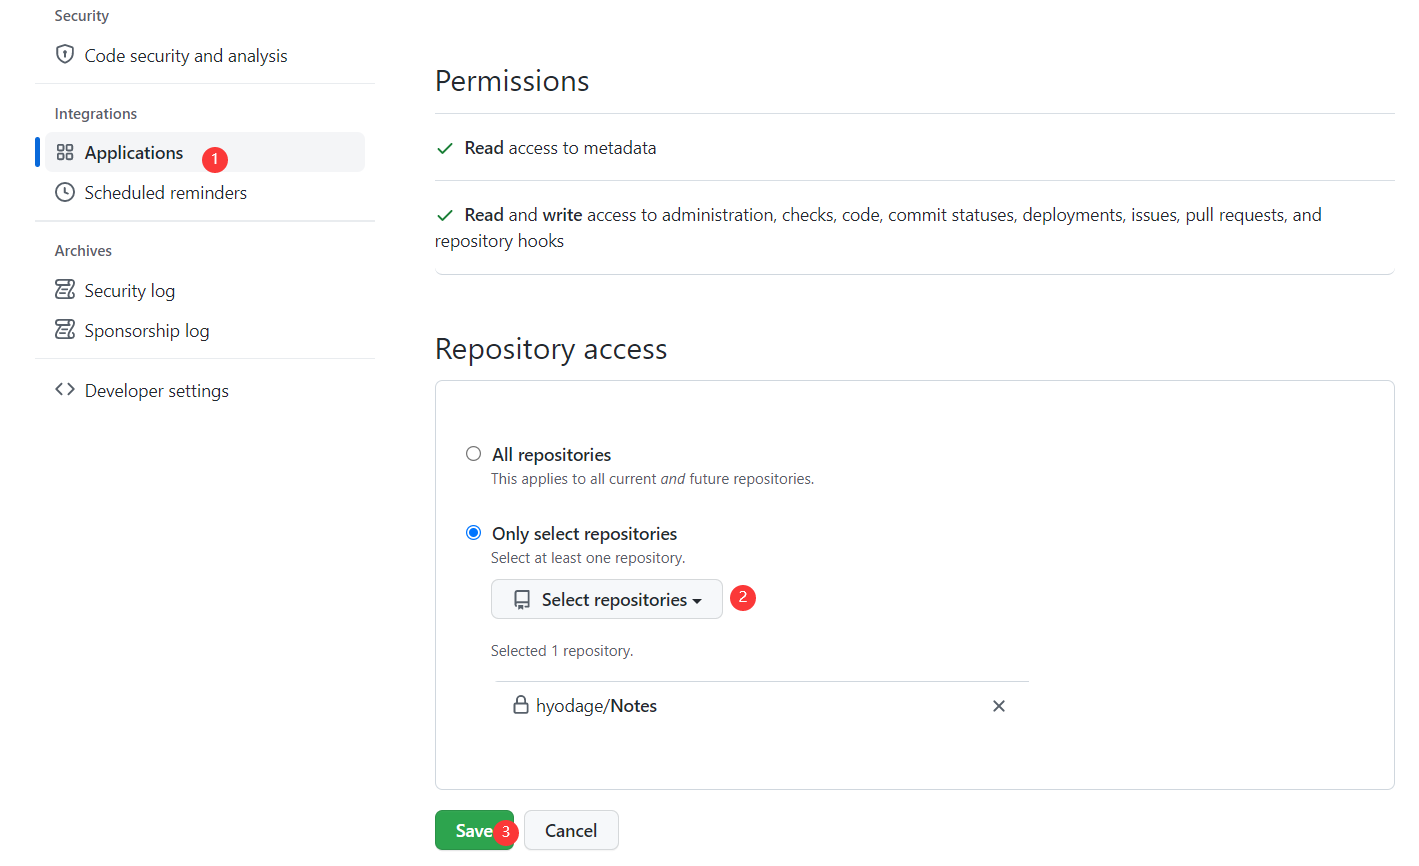 Security
Code security and analysis
Integrations
Applications 1
Scheduled reminders
Archives
Security log
Sponsorship log
Developer settings
Permissions
Read access to metadata
Read and write access to administration, checks, code, commit statuses, deployments, issues, pull requests, and
repository hooks
Repository access
All repositories
This applies to all current and future repositories.
Only select repositories
Select at least one repository.
Select repositories 2
Selected 1 repository.
hyodage/Notes
Save 3 Cancel